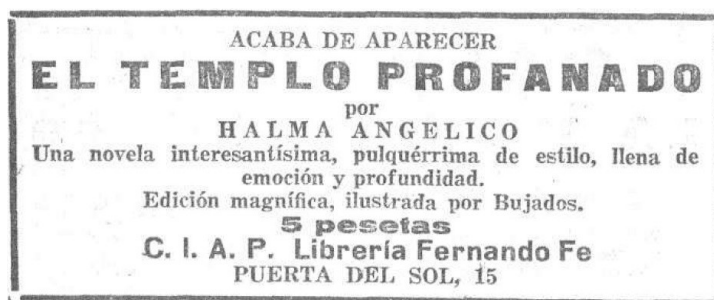 ACABA DE APARECER
EL TEMPLO PROFANADO
por
HALMA ANGELICO
Una novela interesantísima, pulquérrima de estilo, llena de
emoción y profundidad.
Edición magnífica, ilustrada por Bujados.
5 pesetas
C. I. A. P. Librería Fernando Fe
PUERTA DEL SOL, 15